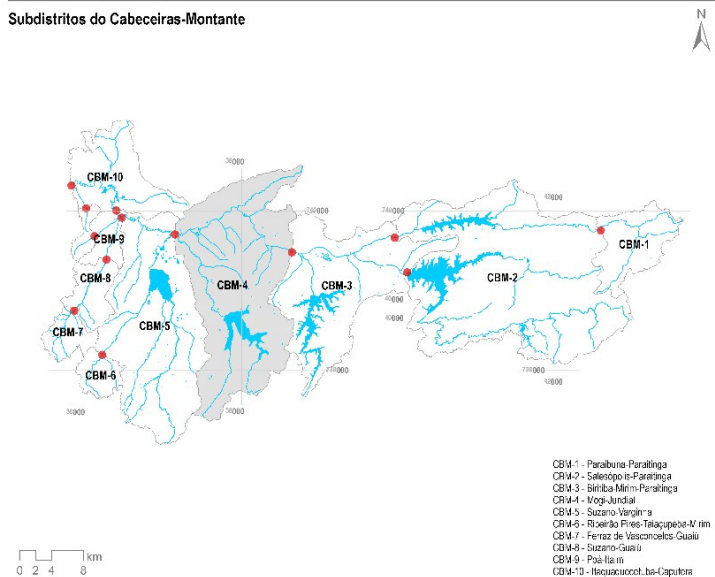 Subdistritos do Cabeceiras-Montante
N
CBM-10
CBM-9
CBM-8
CBM-7
CBM-6
CBM-5
CBM-4
CBM-3
CBM-2
CBM-1
CBM-1 - Paraibuna-Paraitinga
CBM-2 - Salesópolis-Paraitinga
CBM-3 - Biritiba-Mirim-Paraitinga
CBM-4 - Mogi-Jundiaí
CBM-5 - Suzano-Varginha
CBM-6 - Ribeirão Pires-Taiaçupeba-Mirim
CBM-7 - Ferraz de Vasconcelos-Guaiú
CBM-8 - Suzano-Guaiú
CBM-9 - Poá-Itaim
CBM-10 - Itaquaquecetuba-Caputera
km
0 2 4 8